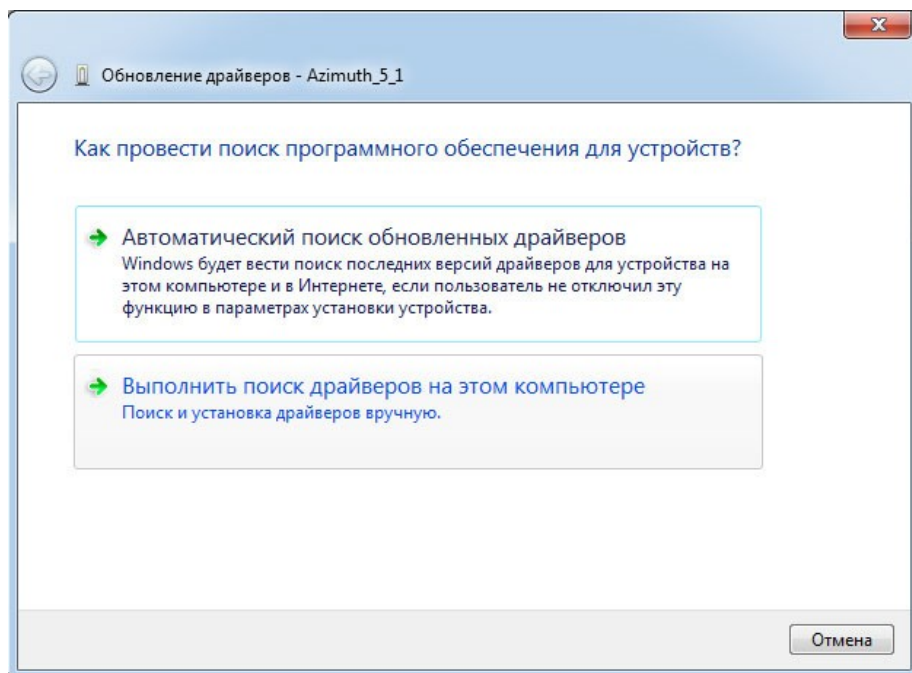 Обновление драйверов - Azimuth_5_1
Как провести поиск программного обеспечения для устройств?
Автоматический поиск обновленных драйверов
Windows будет вести поиск последних версий драйверов для устройства на
этом компьютере и в Интернете, если пользователь не отключил эту
функцию в параметрах установки устройства.
Выполнить поиск драйверов на этом компьютере
Поиск и установка драйверов вручную.
Отмена